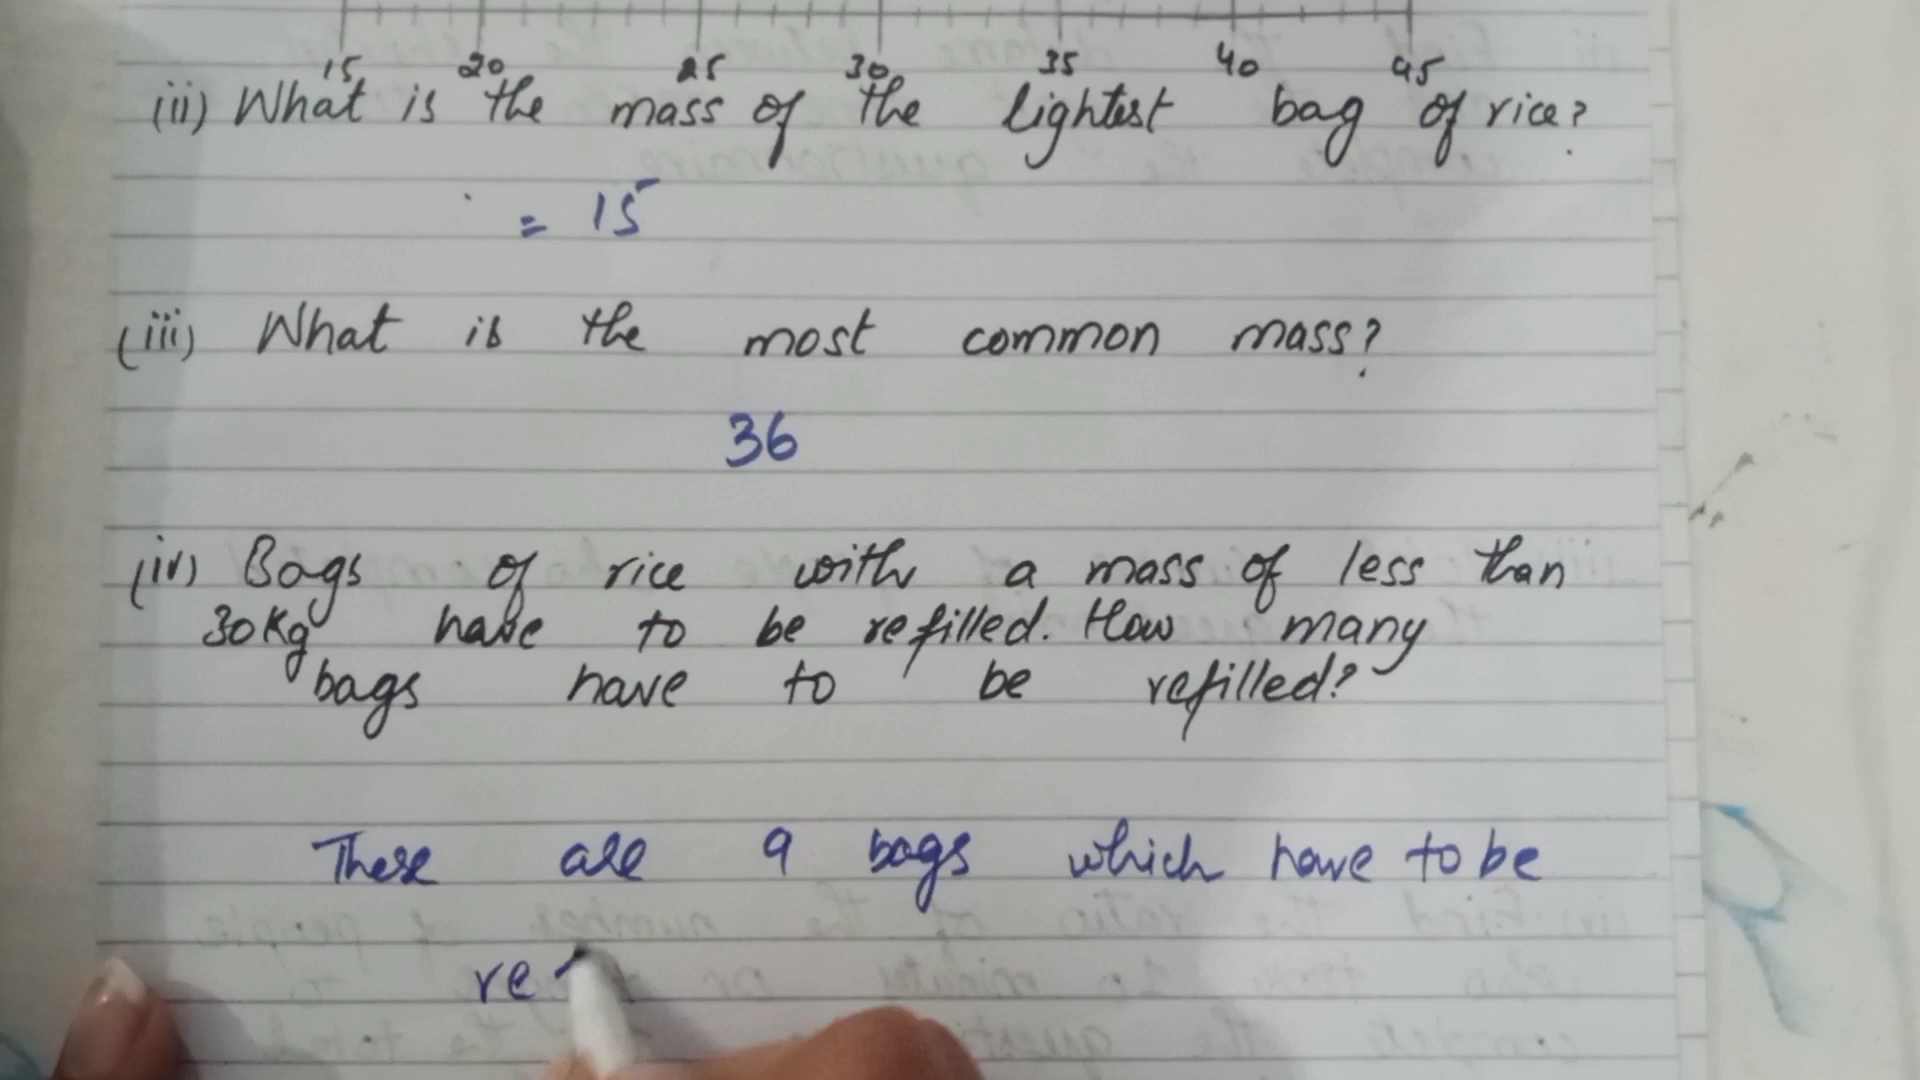 15 20 25 30 35 40 45
(ii) What is the mass of the lightest bag of rice?
= 15
(iii) What is the most common mass?
36
(iv) Bags of rice with a mass of less than
30Kg have to be refilled. How many
bags have to be refilled?
There are 9 bags which have to be
re